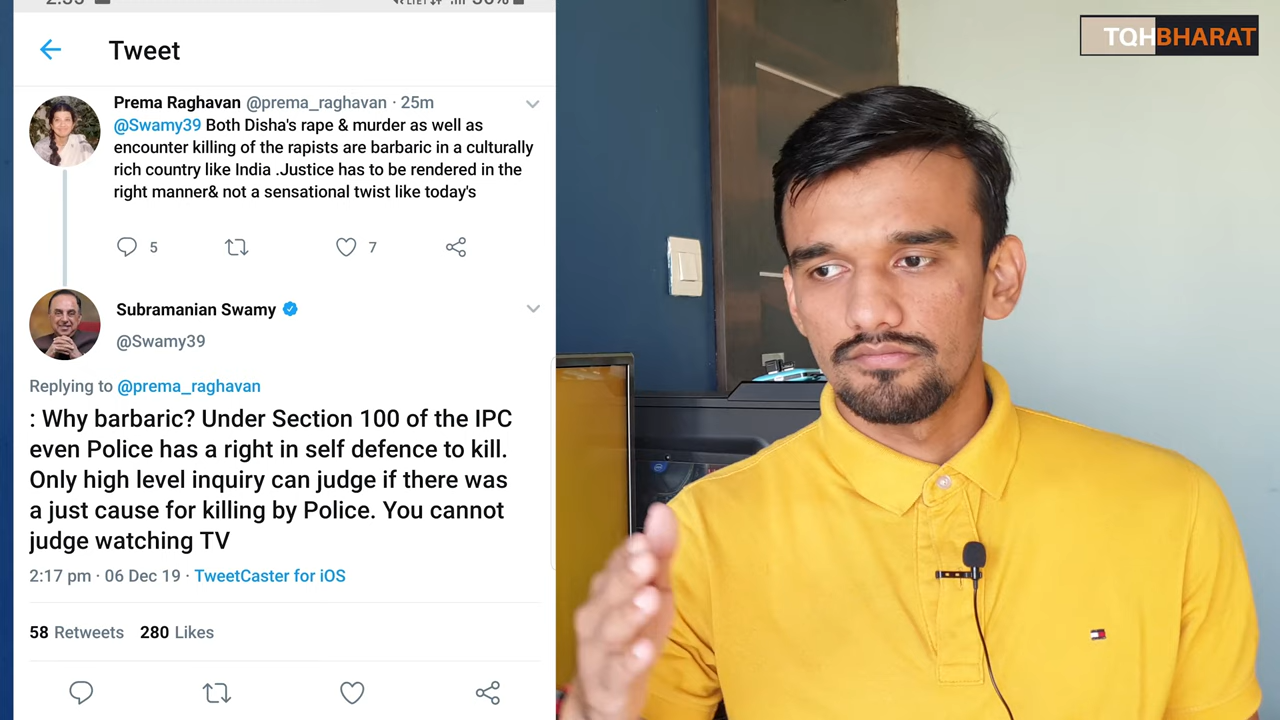 TQHBHARAT
Tweet
Prema Raghavan @prema_raghavan · 25m
@Swamy39 Both Disha's rape & murder as well as
encounter killing of the rapists are barbaric in a culturally
rich country like India .Justice has to be rendered in the
right manner& not a sensational twist like today's
5 7
Subramanian Swamy
@Swamy39
Replying to @prema_raghavan
: Why barbaric? Under Section 100 of the IPC
even Police has a right in self defence to kill.
Only high level inquiry can judge if there was
a just cause for killing by Police. You cannot
judge watching TV
2:17 pm · 06 Dec 19 · TweetCaster for iOS
58 Retweets 280 Likes